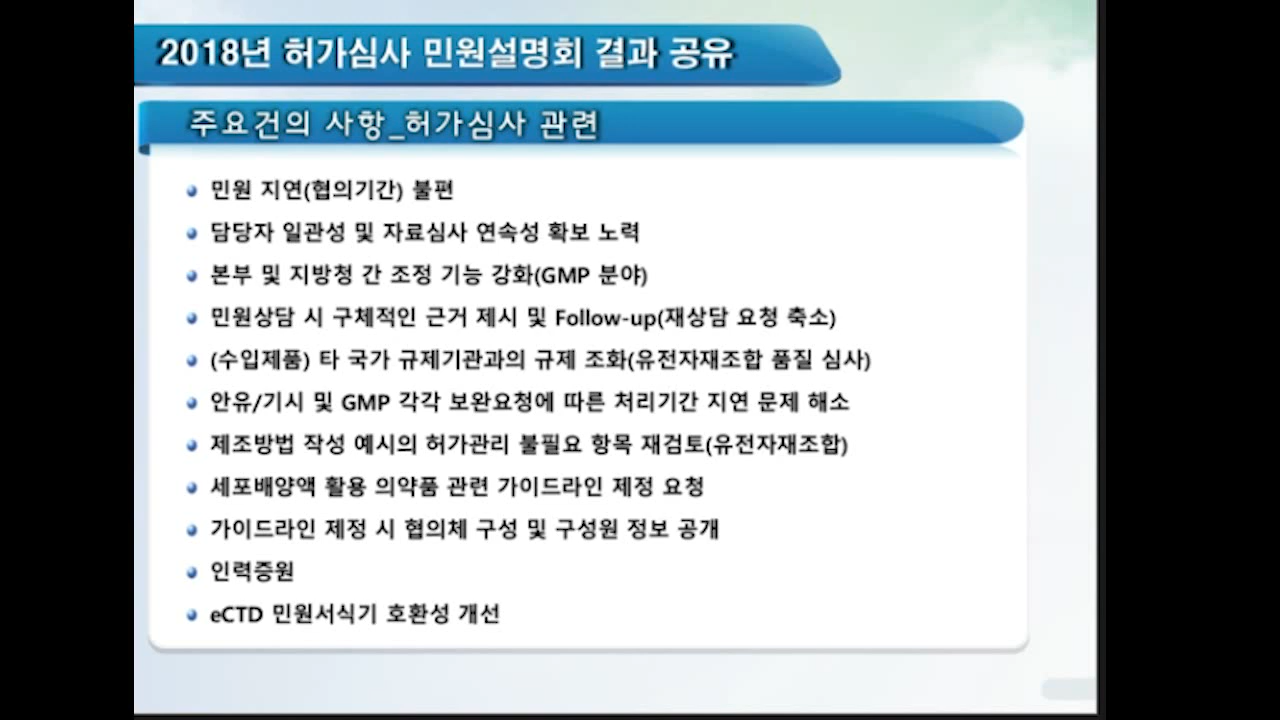 2018년 허가심사 민원설명회 결과 공유
주요건의 사항_허가심사 관련
민원 지연(협의기간) 불편
담당자 일관성 및 자료심사 연속성 확보 노력
본부 및 지방청 간 조정 기능 강화(GMP 분야)
민원상담 시 구체적인 근거 제시 및 Follow-up(재상담 요청 축소)
(수입제품) 타 국가 규제기관과의 규제 조화(유전자재조합 품질 심사)
안유/기시 및 GMP 각각 보완요청에 따른 처리기간 지연 문제 해소
제조방법 작성 예시의 허가관리 불필요 항목 재검토(유전자재조합)
세포배양액 활용 의약품 관련 가이드라인 제정 요청
가이드라인 제정 시 협의체 구성 및 구성원 정보 공개
인력증원
eCTD 민원서식기 호환성 개선